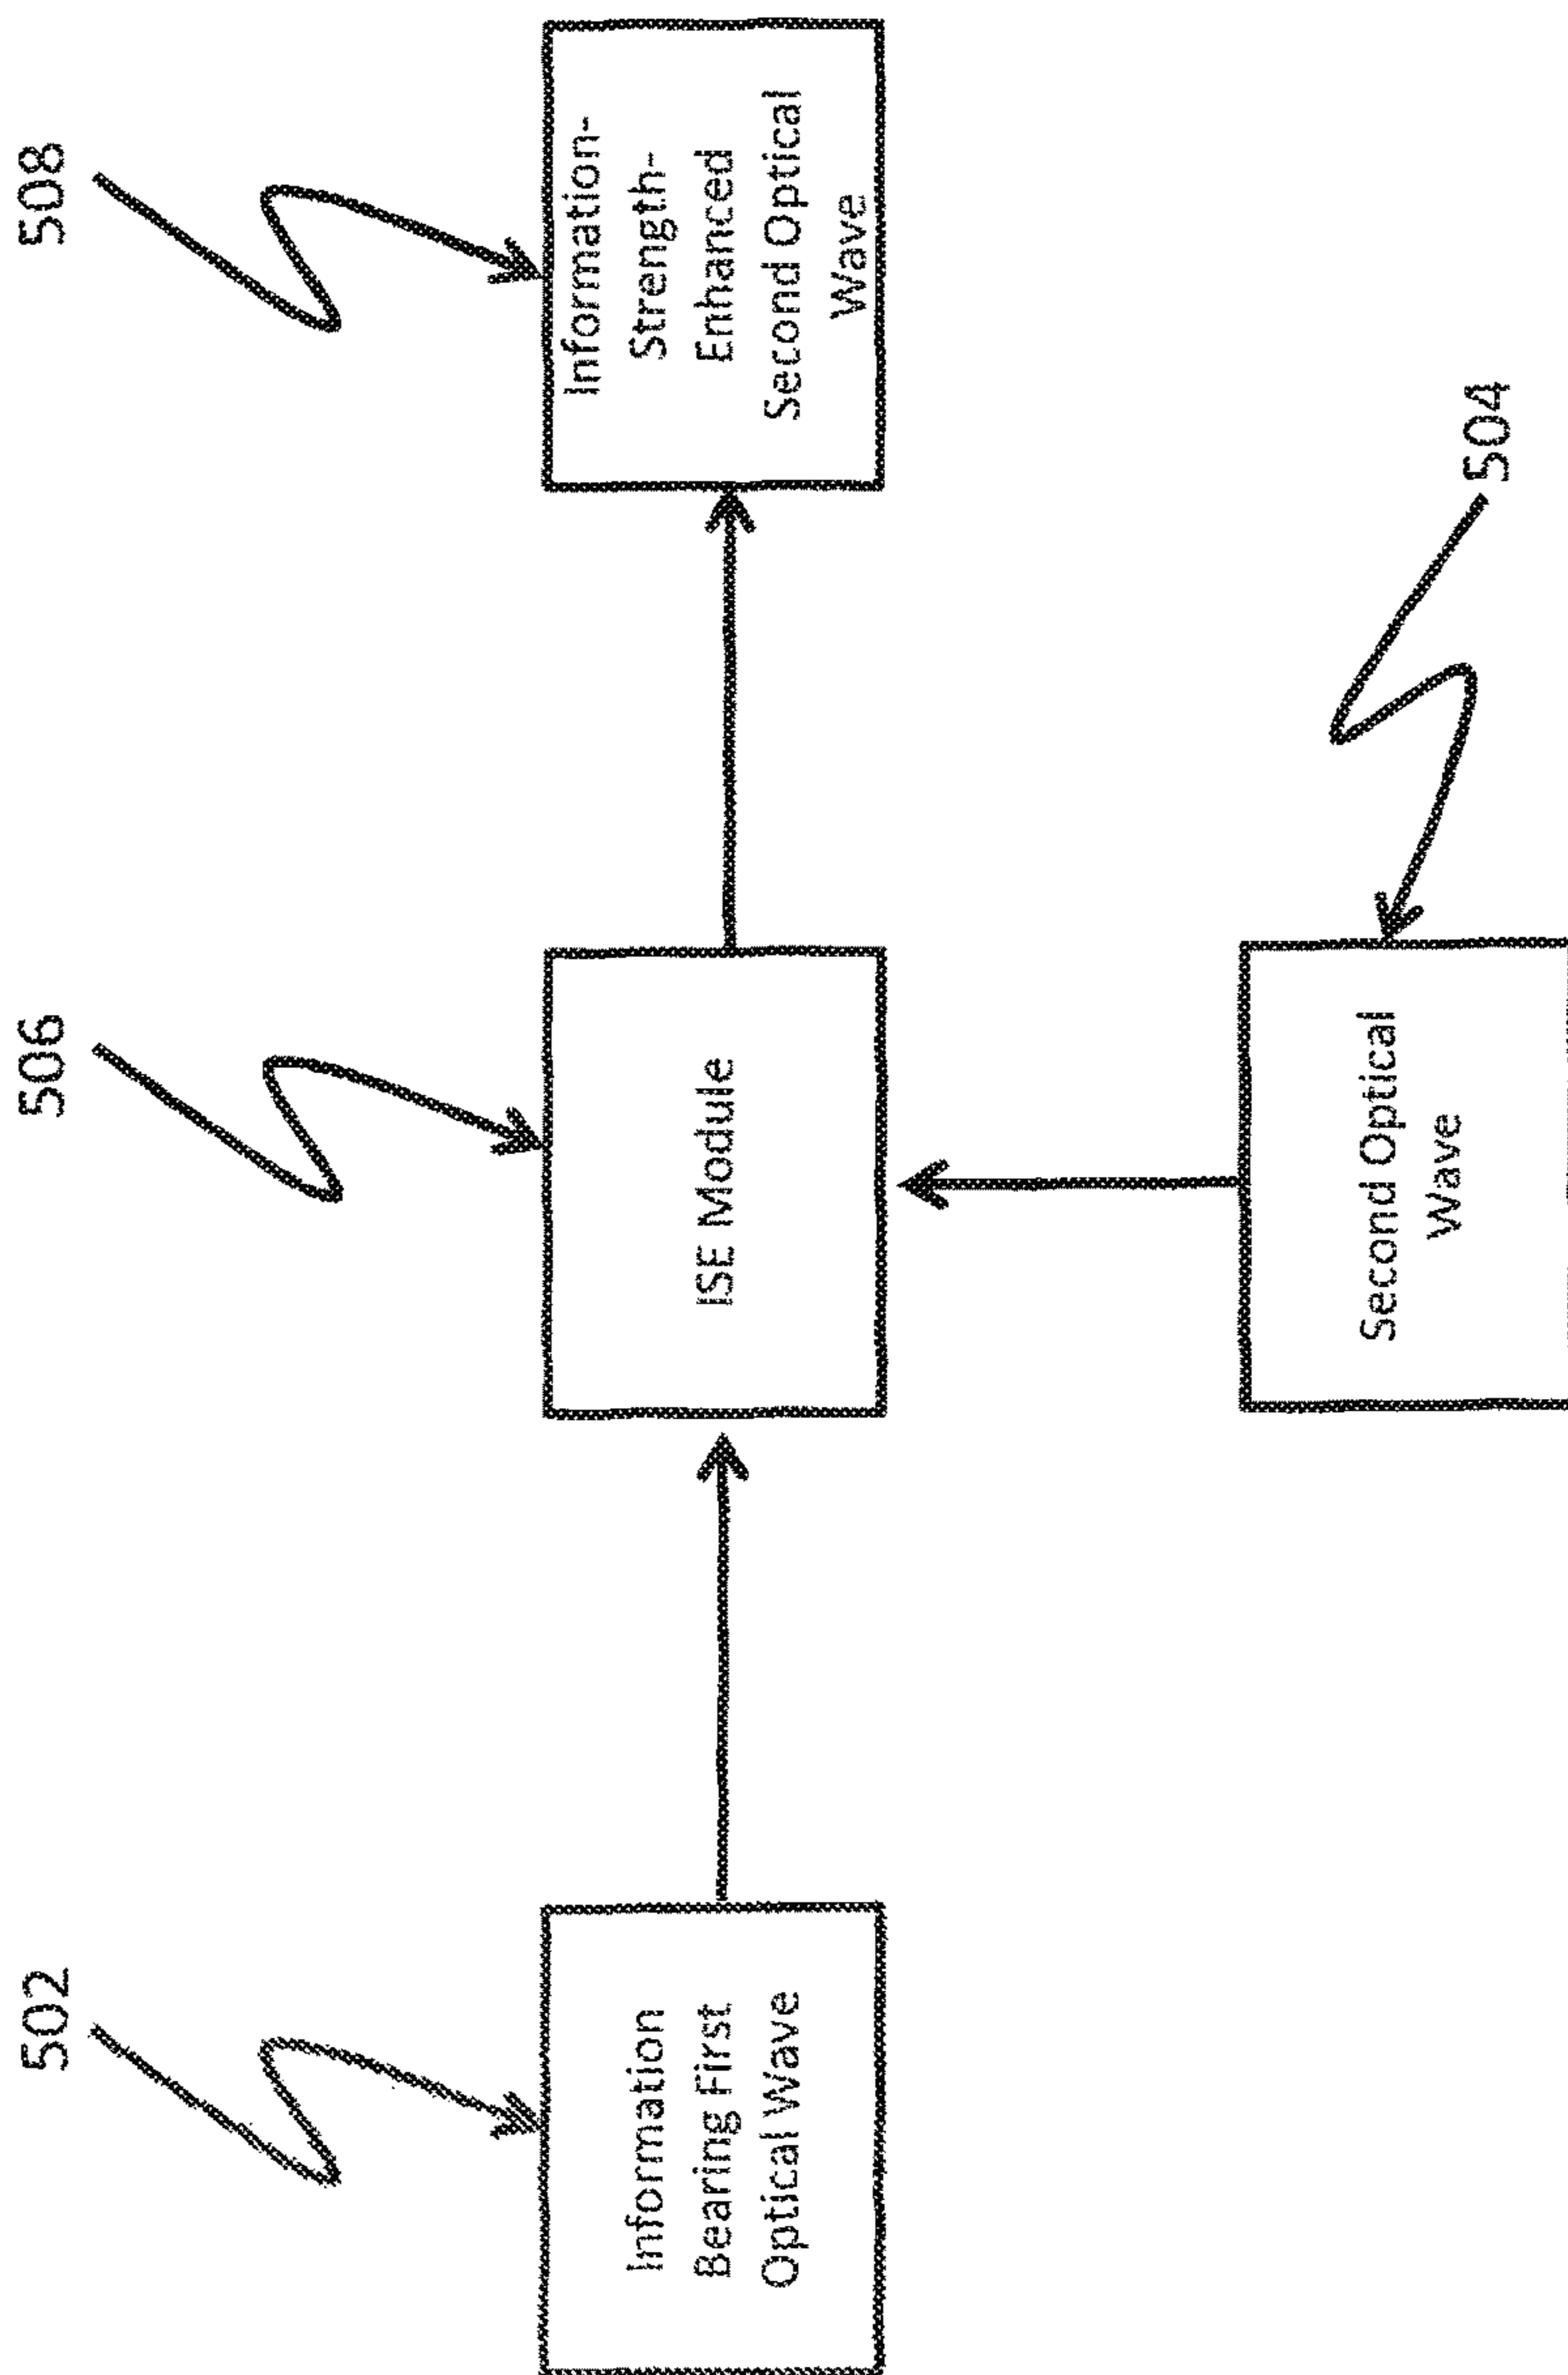 502
506
508
Information
Bearing First
Optical Wave
ISE Module
Information-
Strength-
Enhanced
Second Optical
Wave
504
Second Optical
Wave